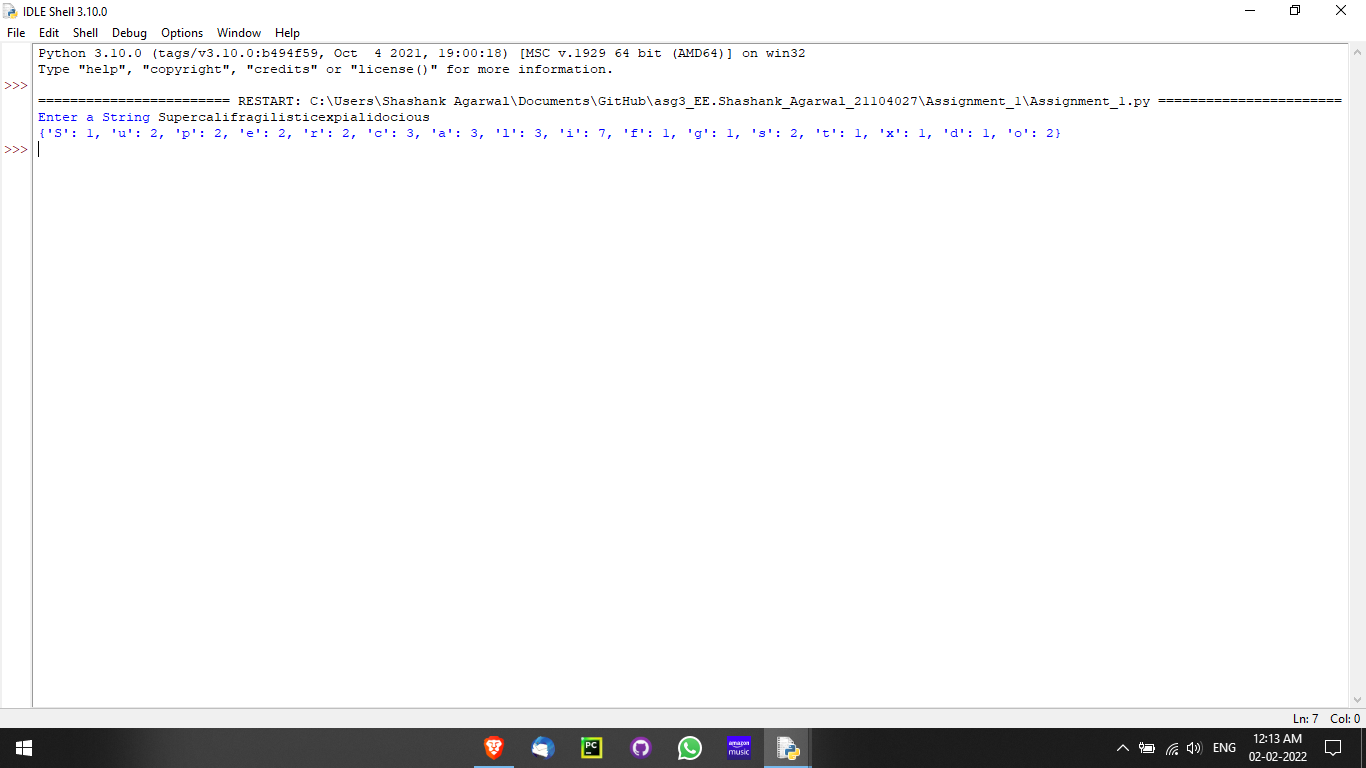 IDLE Shell 3.10.0
File Edit Shell Debug Options Window Help
Python 3.10.0 (tags/v3.10.0:b494f59, Oct  4 2021, 19:00:18) [MSC v.1929 64 bit (AMD64)] on win32
Type "help", "copyright", "credits" or "license()" for more information.
>>>
======================== RESTART: C:\Users\Shashank Agarwal\Documents\GitHub\asg3_EE.Shashank_Agarwal_21104027\Assignment_1\Assignment_1.py =======================
Enter a String Supercalifragilisticexpialidocious
{'S': 1, 'u': 2, 'p': 2, 'e': 2, 'r': 2, 'c': 3, 'a': 3, 'l': 3, 'i': 7, 'f': 1, 'g': 1, 's': 2, 't': 1, 'x': 1, 'd': 1, 'o': 2}
>>>
Ln: 7 Col: 0
PC
amazon
music
ENG
12:13 AM
02-02-2022